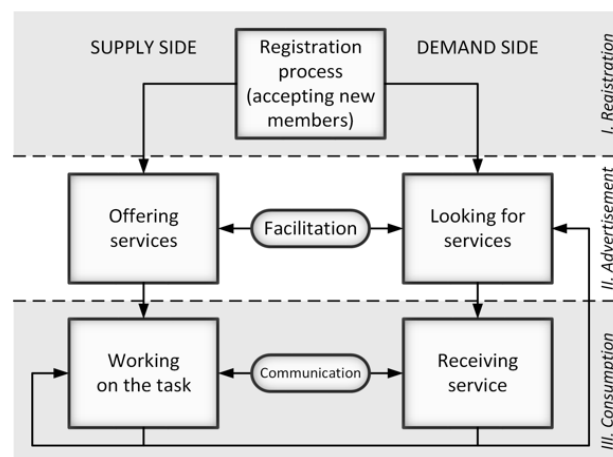 SUPPLY SIDE
Registration
process
(accepting new
members)
DEMAND SIDE
I. Registration
Offering
services
Facilitation
Looking for
services
II. Advertisement
Working
on the task
Communication
Receiving
service
III. Consumption